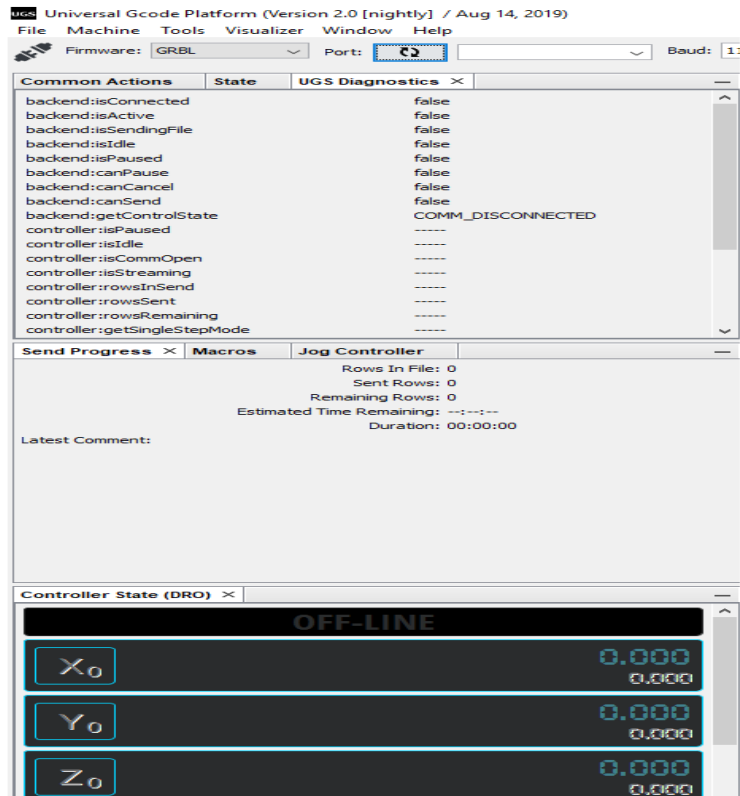 UGS Universal Gcode Platform (Version 2.0 [nightly] / Aug 14, 2019)
File Machine Tools Visualizer Window Help
Firmware: GRBL Port: Baud:
Common Actions State UGS Diagnostics ×
backend:isConnected false
backend:isActive false
backend:isSendingFile false
backend:isIdle false
backend:isPaused false
backend:canPause false
backend:canCancel false
backend:canSend false
backend:getControlState COMM_DISCONNECTED
controller:isPaused -----
controller:isIdle -----
controller:isCommOpen -----
controller:isStreaming -----
controller:rowsInSend -----
controller:rowsSent -----
controller:rowsRemaining -----
controller:getSingleStepMode -----
Send Progress × Macros Jog Controller
Rows In File: 0
Sent Rows: 0
Remaining Rows: 0
Estimated Time Remaining: --:--:--
Duration: 00:00:00
Latest Comment:
Controller State (DRO) ×
OFF-LINE
X0 0.000
0.000
Y0 0.000
0.000
Z0 0.000
0.000